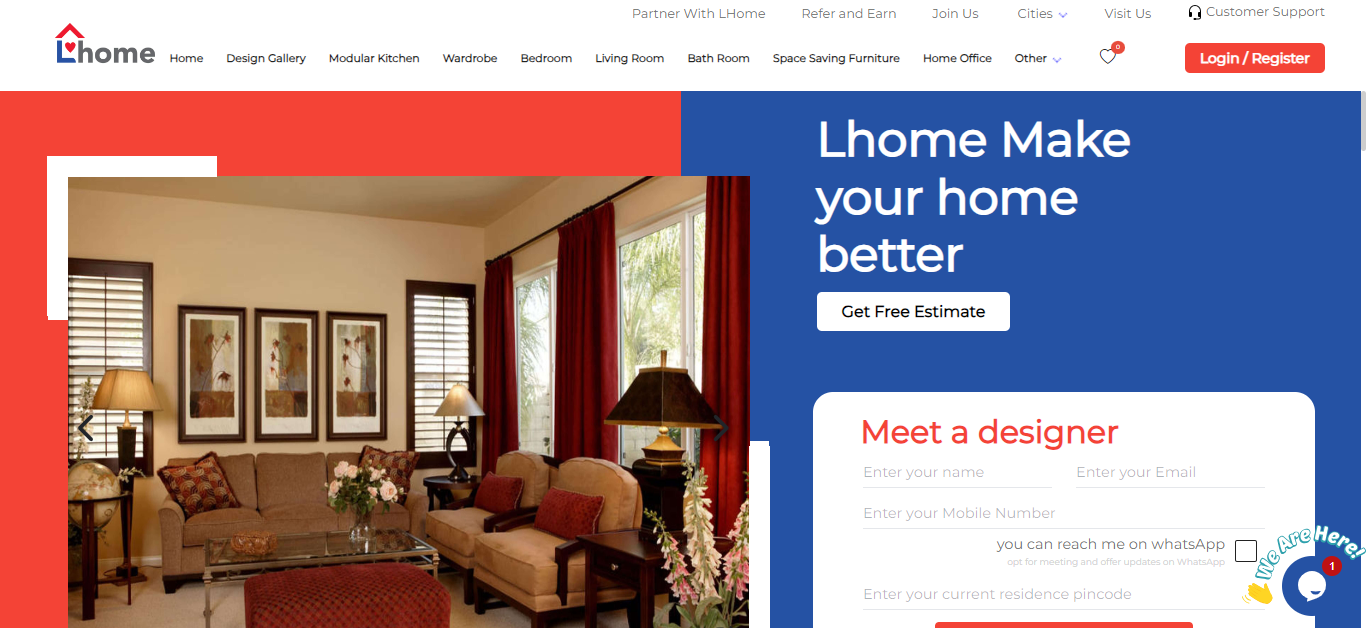 Partner With LHome Refer and Earn Join Us Cities Visit Us Customer Support
Lhome Home Design Gallery Modular Kitchen Wardrobe Bedroom Living Room Bath Room Space Saving Furniture Home Office Other 0 Login / Register
Lhome Make
your home
better
Get Free Estimate
Meet a designer
Enter your name Enter your Email
Enter your Mobile Number
you can reach me on whatsApp
opt for meeting and offer updates on WhatsApp
We Are Here!
1
Enter your current residence pincode